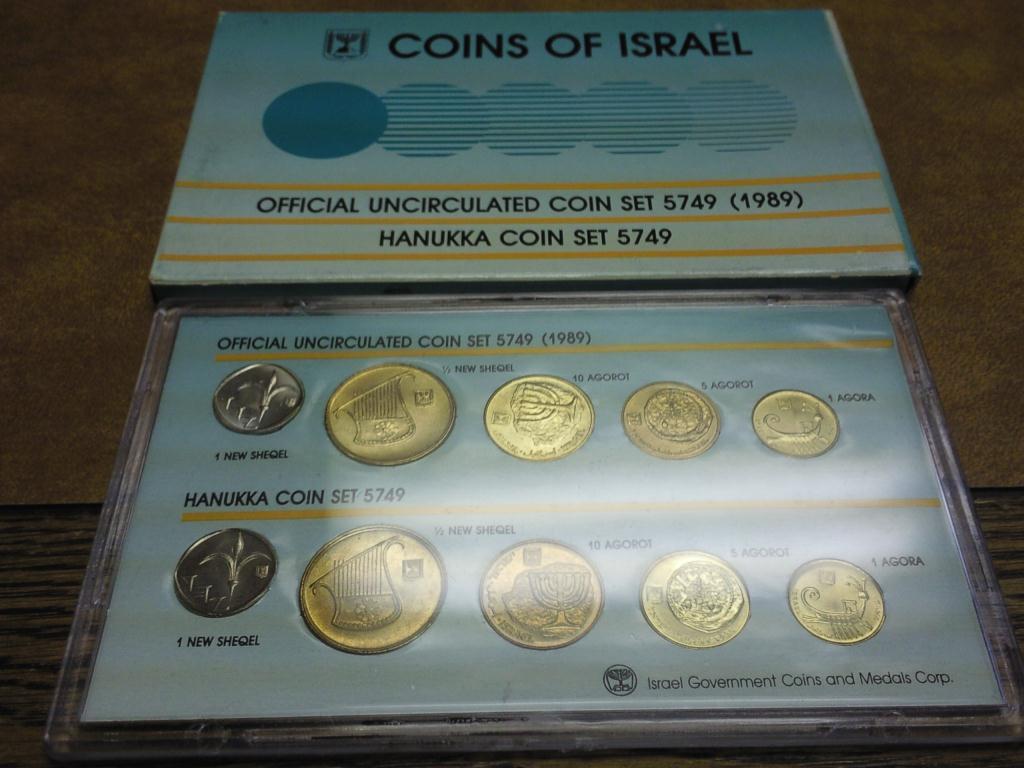 COINS OF ISRAEL
OFFICIAL UNCIRCULATED COIN SET 5749 (1989)
HANUKKA COIN SET 5749
OFFICIAL UNCIRCULATED COIN SET 5749 (1989)
½ NEW SHEQEL
10 AGOROT
5 AGOROT
1 AGORA
1 NEW SHEQEL
HANUKKA COIN SET 5749
½ NEW SHEQEL
10 AGOROT
5 AGOROT
1 AGORA
1 NEW SHEQEL
Israel Government Coins and Medals Corp.